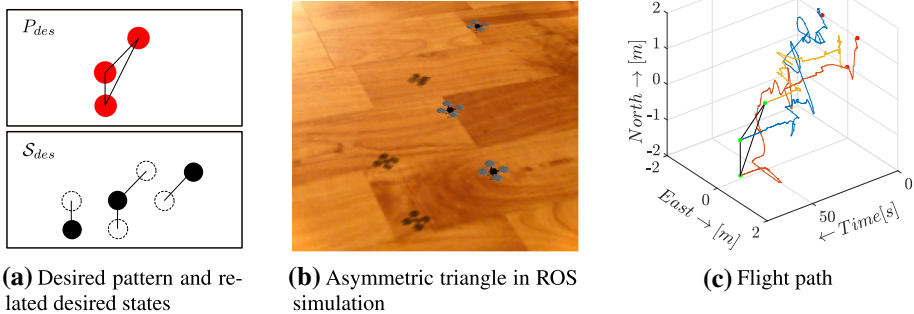 P_des
S_des
2
1
0
-1
-2
North → [m]
-2
0
2
East → [m]
50
0
← Time[s]
(a) Desired pattern and re-
lated desired states
(b) Asymmetric triangle in ROS
simulation
(c) Flight path